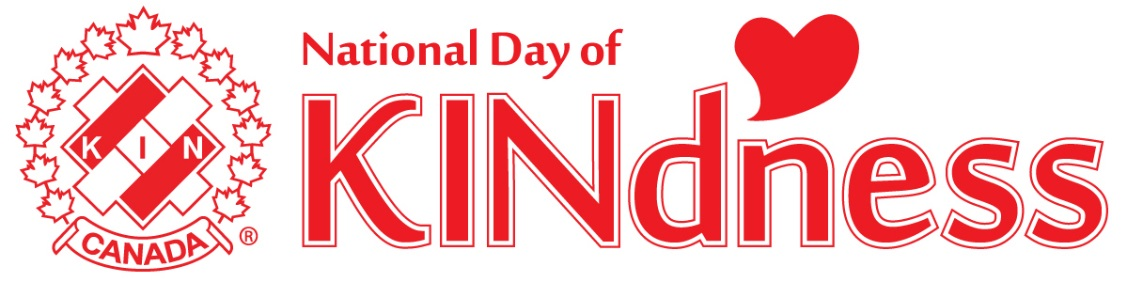 KIN
CANADA
®
National Day of
KINdness